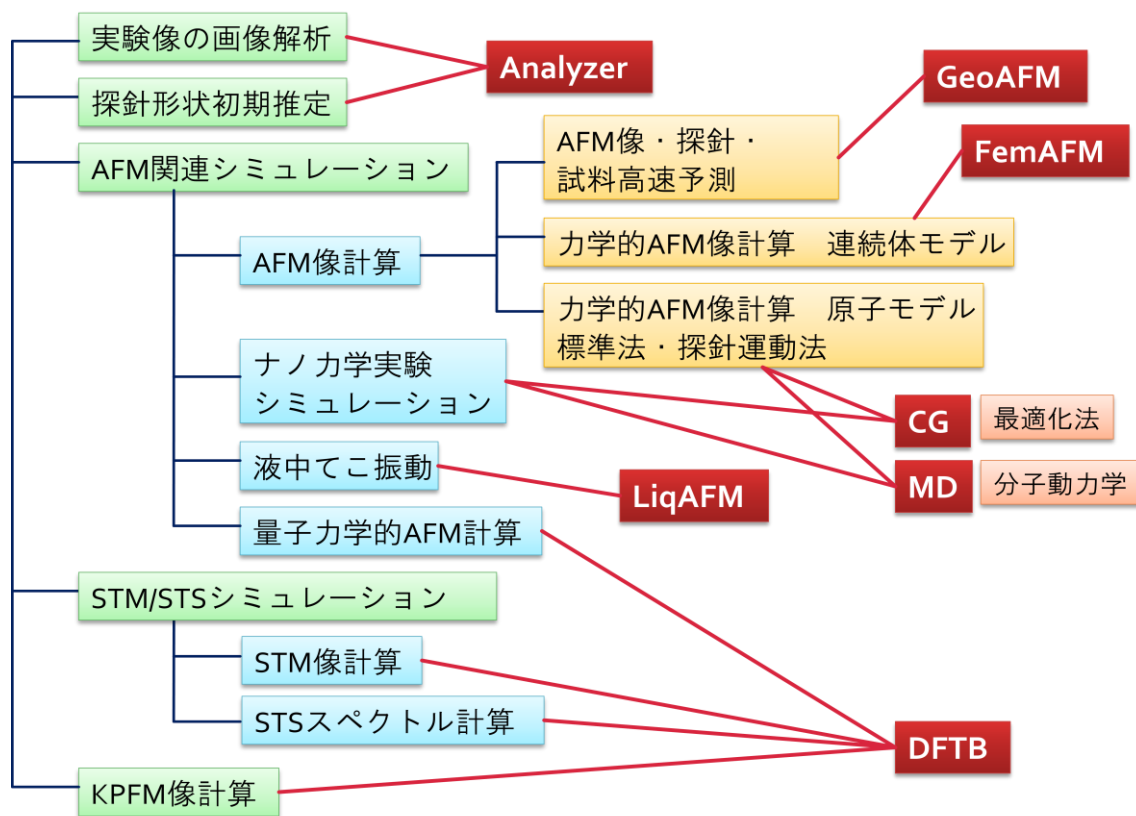 実験像の画像解析
探針形状初期推定
Analyzer
AFM関連シミュレーション
AFM像計算
AFM像・探針・
試料高速予測
GeoAFM
力学的AFM像計算　連続体モデル
FemAFM
力学的AFM像計算　原子モデル
標準法・探針運動法
ナノ力学実験
シミュレーション
CG
最適化法
MD
分子動力学
液中てこ振動
LiqAFM
量子力学的AFM計算
STM/STSシミュレーション
STM像計算
STSスペクトル計算
DFTB
KPFM像計算